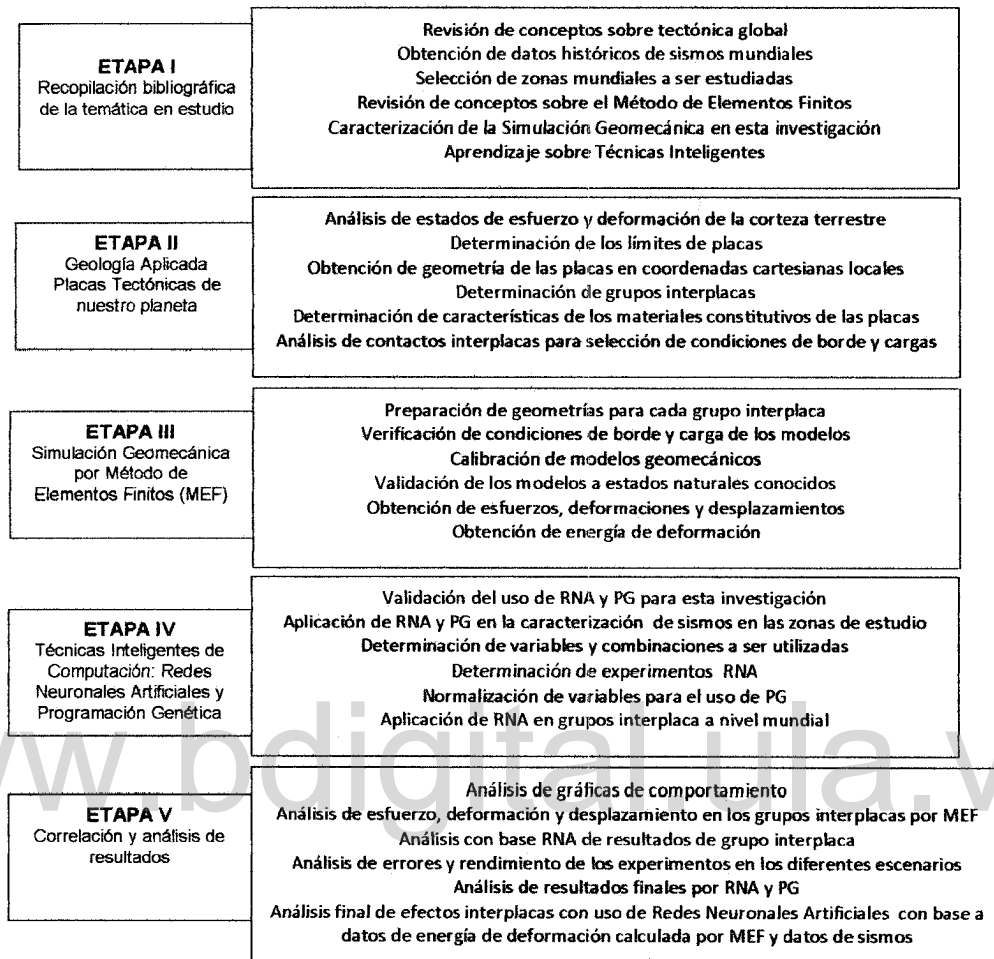 ETAPA I
Recopilación bibliográfica
de la temática en estudio
Revisión de conceptos sobre tectónica global
Obtención de datos históricos de sismos mundiales
Selección de zonas mundiales a ser estudiadas
Revisión de conceptos sobre el Método de Elementos Finitos
Caracterización de la Simulación Geomecánica en esta investigación
Aprendizaje sobre Técnicas Inteligentes
ETAPA II
Geología Aplicada
Placas Tectónicas de
nuestro planeta
Análisis de estados de esfuerzo y deformación de la corteza terrestre
Determinación de los límites de placas
Obtención de geometría de las placas en coordenadas cartesianas locales
Determinación de grupos interplacas
Determinación de características de los materiales constitutivos de las placas
Análisis de contactos interplacas para selección de condiciones de borde y cargas
ETAPA III
Simulación Geomecánica
por Método de
Elementos Finitos (MEF)
Preparación de geometrías para cada grupo interplaca
Verificación de condiciones de borde y carga de los modelos
Calibración de modelos geomecánicos
Validación de los modelos a estados naturales conocidos
Obtención de esfuerzos, deformaciones y desplazamientos
Obtención de energía de deformación
ETAPA IV
Técnicas Inteligentes de
Computación: Redes
Neuronales Artificiales y
Programación Genética
Validación del uso de RNA y PG para esta investigación
Aplicación de RNA y PG en la caracterización de sismos en las zonas de estudio
Determinación de variables y combinaciones a ser utilizadas
Determinación de experimentos RNA
Normalización de variables para el uso de PG
Aplicación de RNA en grupos interplaca a nivel mundial
ETAPA V
Correlación y análisis de
resultados
Análisis de gráficas de comportamiento
Análisis de esfuerzo, deformación y desplazamiento en los grupos interplacas por MEF
Análisis con base RNA de resultados de grupo interplaca
Análisis de errores y rendimiento de los experimentos en los diferentes escenarios
Análisis de resultados finales por RNA y PG
Análisis final de efectos interplacas con uso de Redes Neuronales Artificiales con base a
datos de energía de deformación calculada por MEF y datos de sismos
w.bdigital.ula.v